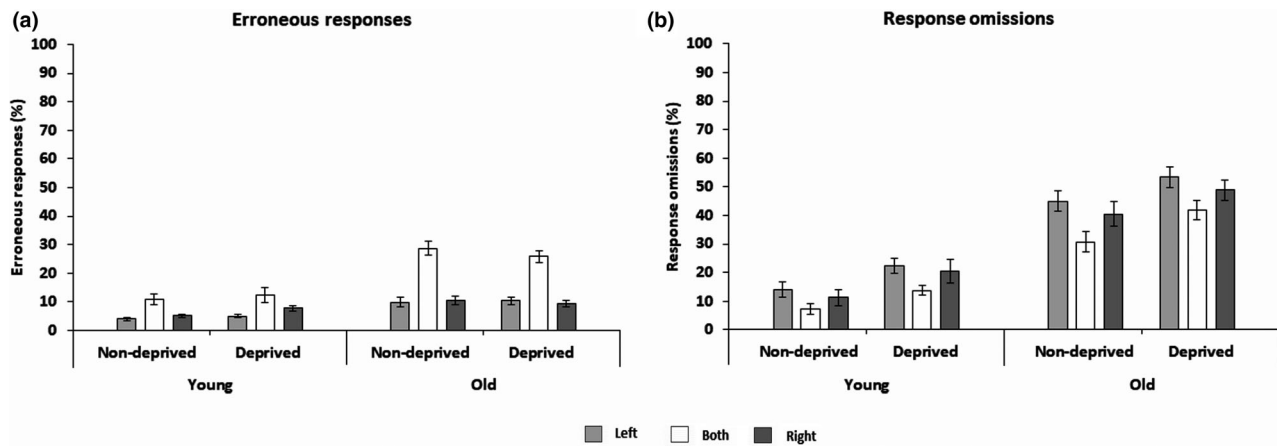 (a)
Erroneous responses
100
90
80
70
60
50
40
30
20
10
0
Erroneous responses (%)
Non-deprived Deprived Non-deprived Deprived
Young Old
(b)
Response omissions
100
90
80
70
60
50
40
30
20
10
0
Response omissions (%)
Non-deprived Deprived Non-deprived Deprived
Young Old
Left Both Right